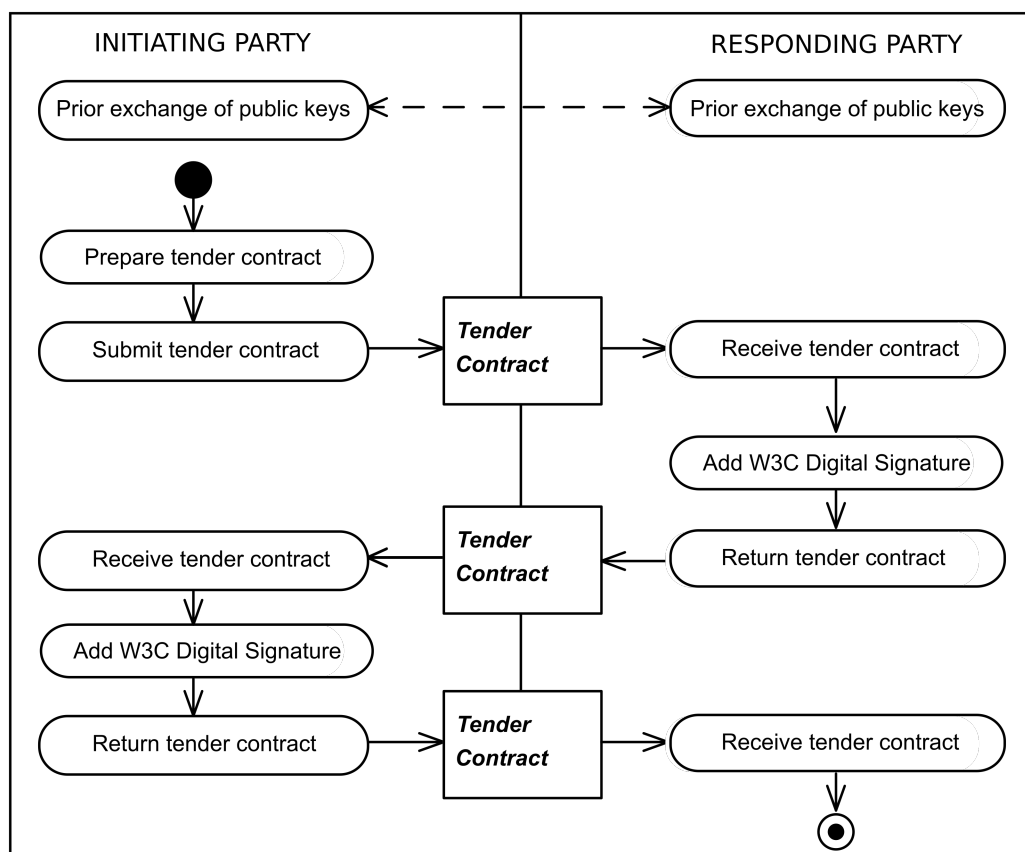 INITIATING PARTY
RESPONDING PARTY
Prior exchange of public keys
Prior exchange of public keys
Prepare tender contract
Submit tender contract
Tender
Contract
Receive tender contract
Add W3C Digital Signature
Return tender contract
Tender
Contract
Receive tender contract
Add W3C Digital Signature
Return tender contract
Tender
Contract
Receive tender contract